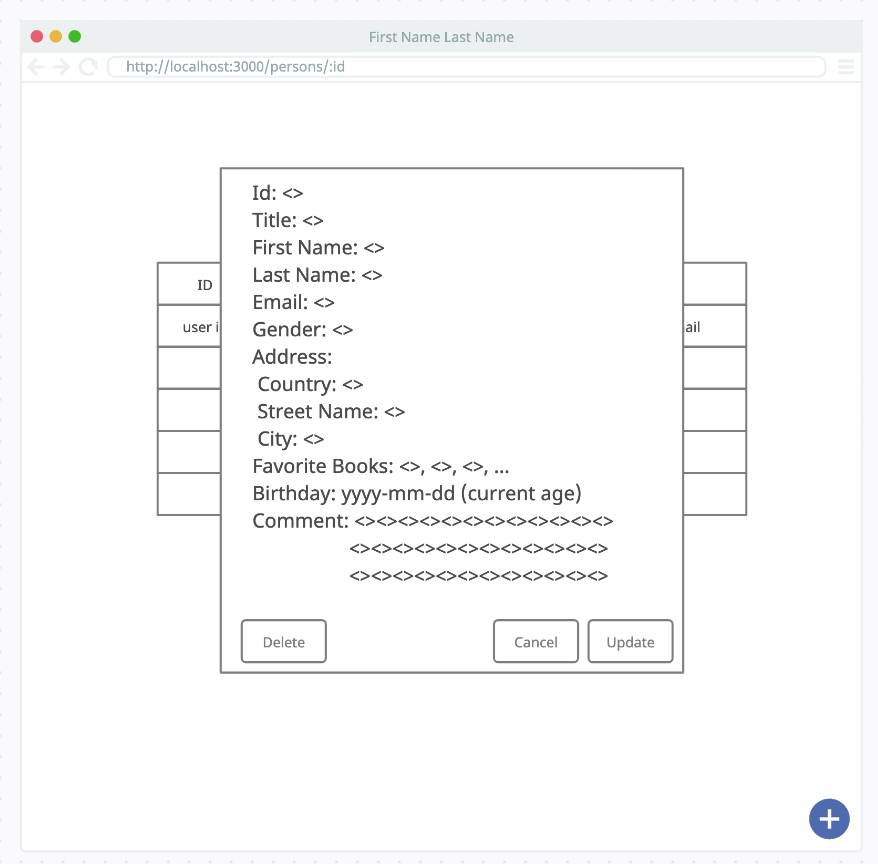 First Name Last Name
http://localhost:3000/persons/:id
Id: <>
Title: <>
First Name: <>
Last Name: <>
Email: <>
Gender: <>
Address:
Country: <>
Street Name: <>
City: <>
Favorite Books: <>, <>, <>, ...
Birthday: yyyy-mm-dd (current age)
Comment: <><><><><><><><><><><><>
<><><><><><><><><><><><>
<><><><><><><><><><><><>
ID
user i
ail
Delete
Cancel
Update